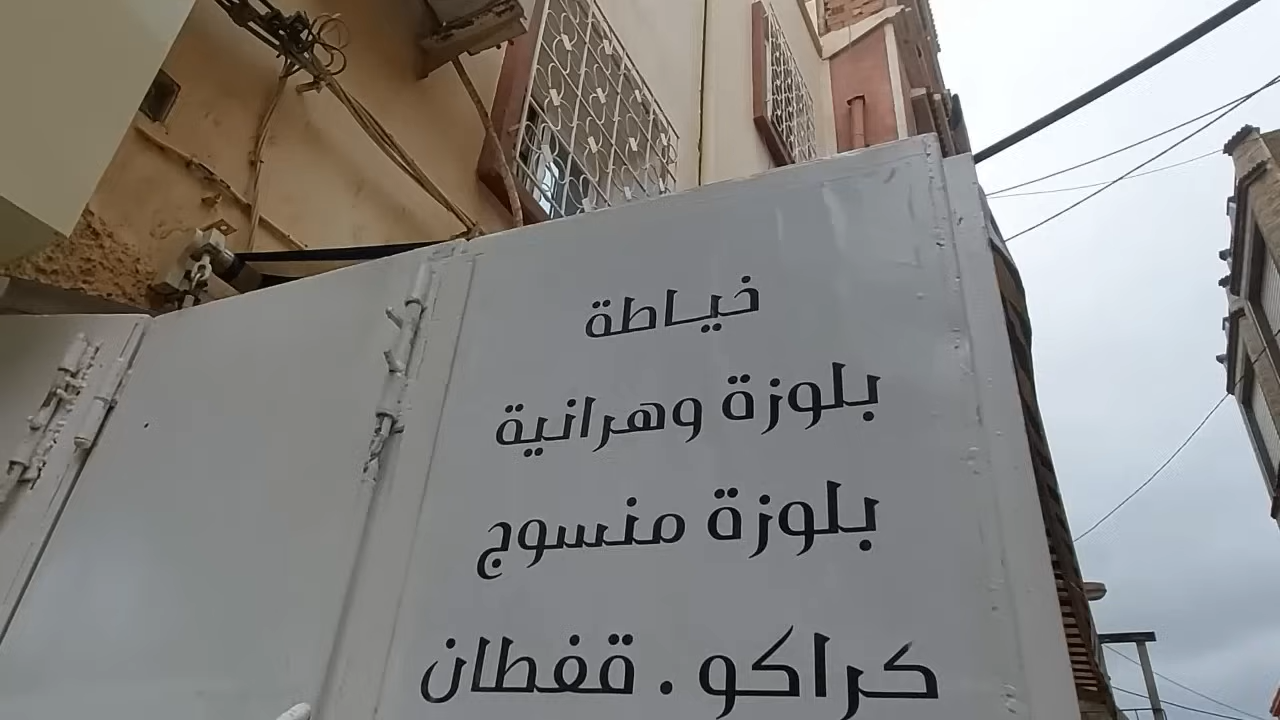 خياطة
بلوزة وهرانية
بلوزة منسوج
كراكو . قفطان